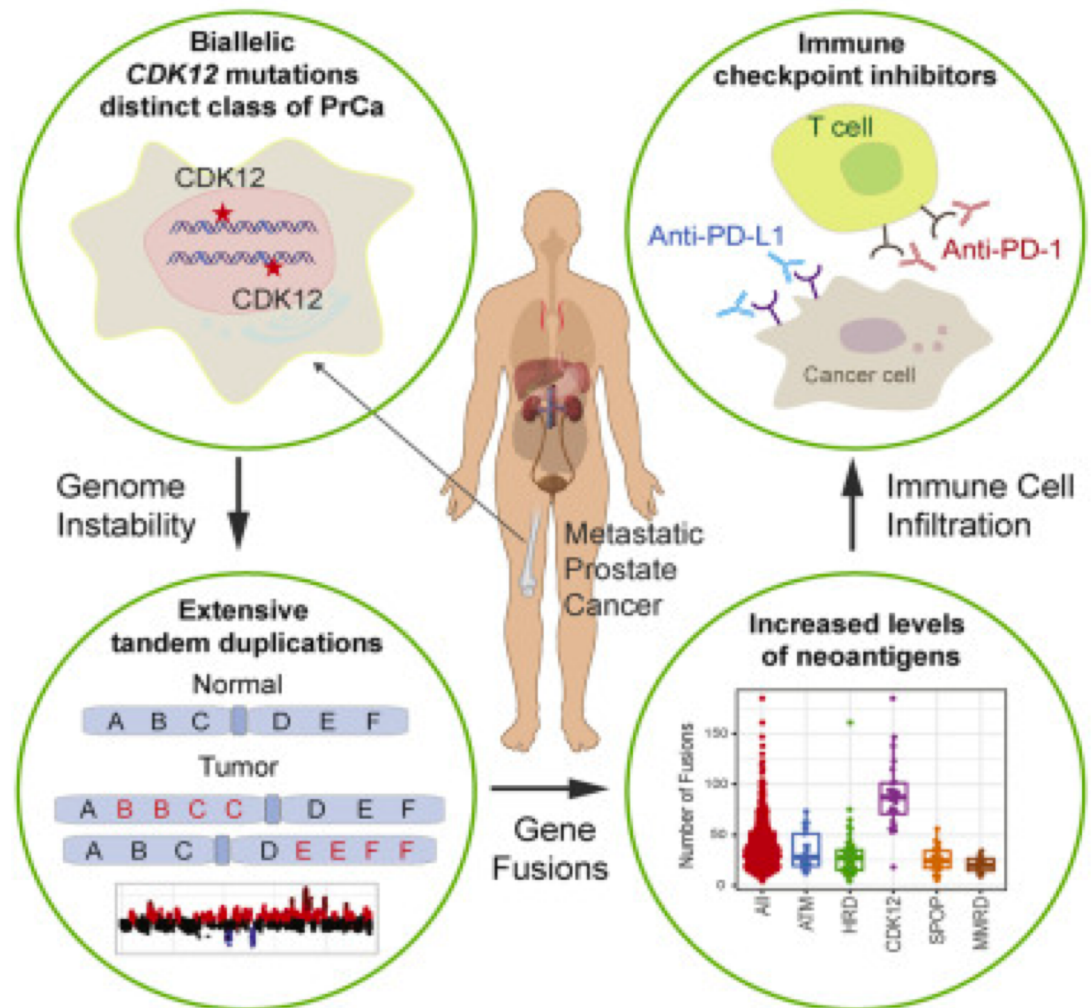 Biallelic
CDK12 mutations
distinct class of PrCa
CDK12
CDK12
Immune
checkpoint inhibitors
T cell
Anti-PD-L1
Anti-PD-1
Cancer cell
Genome
Instability
Metastatic
Prostate
Cancer
Immune Cell
Infiltration
Extensive
tandem duplications
Normal
A B C D E F
Tumor
A B B C C D E F
A B C D E E F F
Gene
Fusions
Increased levels
of neoantigens
Number of Fusions
150
100
50
0
All
ATM
HRD
CDK12
SPOP
MMRD